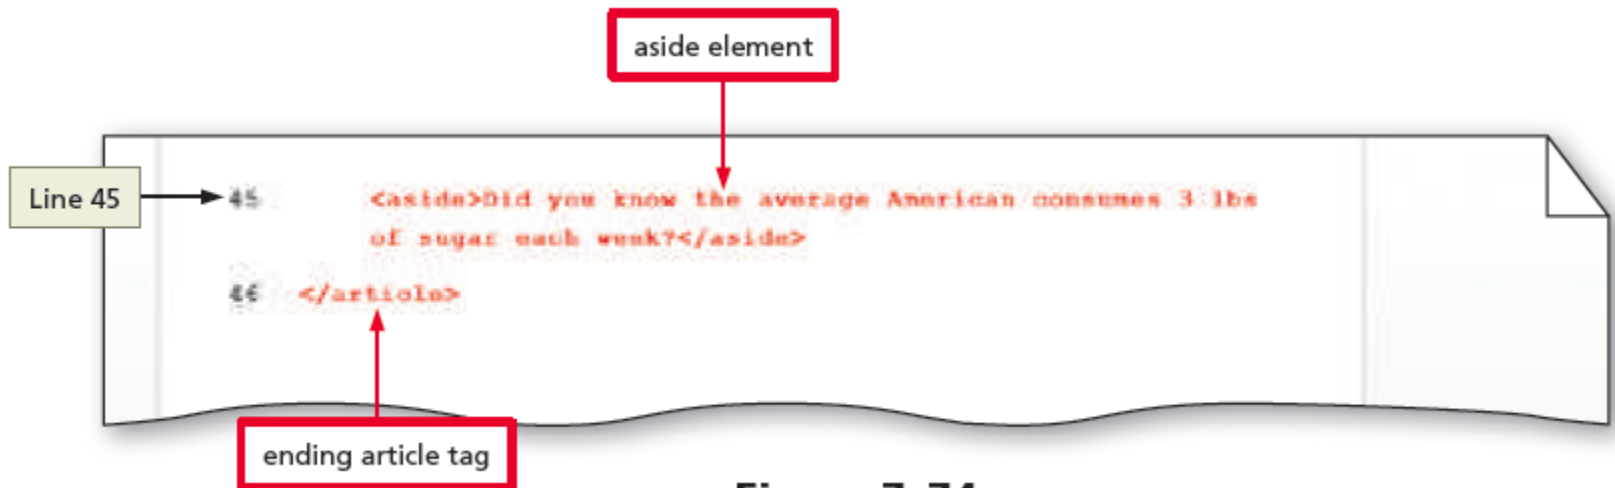 aside element
Line 45
45 <aside>Did you know the average American consumes 3 lbs
of sugar each week?</aside>
46 </article>
ending article tag